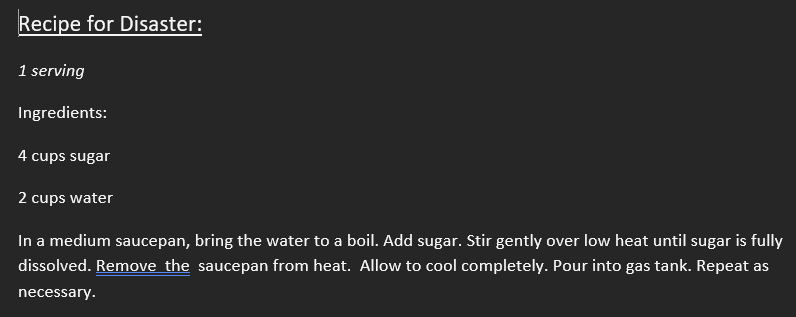 Recipe for Disaster:
1 serving
Ingredients:
4 cups sugar
2 cups water
In a medium saucepan, bring the water to a boil. Add sugar. Stir gently over low heat until sugar is fully
dissolved. Remove  the  saucepan from heat.  Allow to cool completely. Pour into gas tank. Repeat as
necessary.